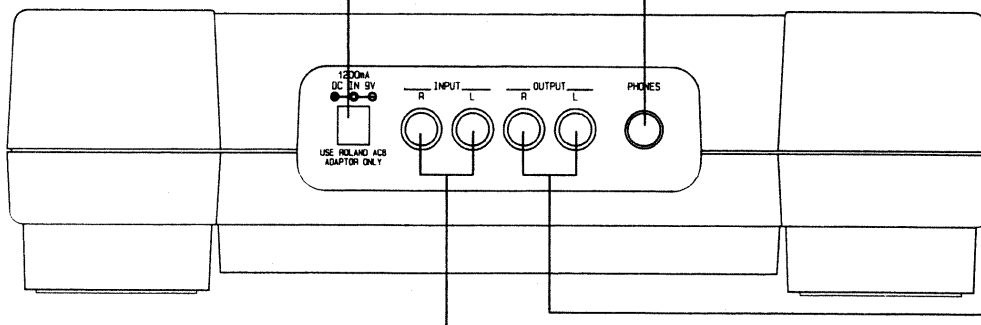 1200mA
DC IN 9V
INPUT
R L
OUTPUT
R L
PHONES
USE ROLAND ACB
ADAPTOR ONLY